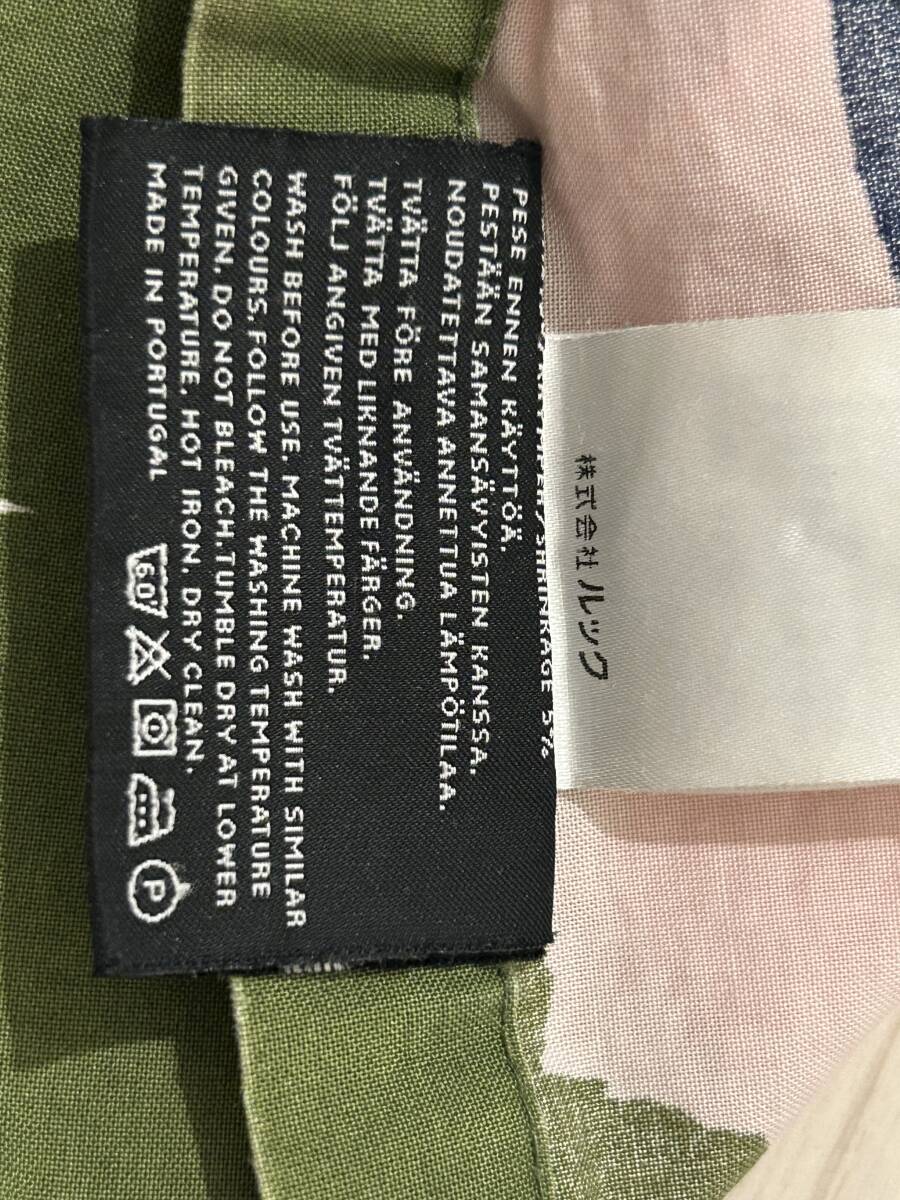 SHRINKAGE 5%
PESE ENNEN KÄYTTÖÄ.
PESTÄÄN SAMANSÄVYISTEN KANSSA.
NOUDATETTAVA ANNETTUA LÄMPÖTILAA.
TVÄTTA FÖRE ANVÄNDNING.
TVÄTTA MED LIKNANDE FÄRGER.
FÖLJ ANGIVEN TVÄTTEMPERATUR.
WASH BEFORE USE. MACHINE WASH WITH SIMILAR
COLOURS. FOLLOW THE WASHING TEMPERATURE
GIVEN. DO NOT BLEACH. TUMBLE DRY AT LOWER
TEMPERATURE. HOT IRON. DRY CLEAN.
MADE IN PORTUGAL
60
P
株式会社 ルック